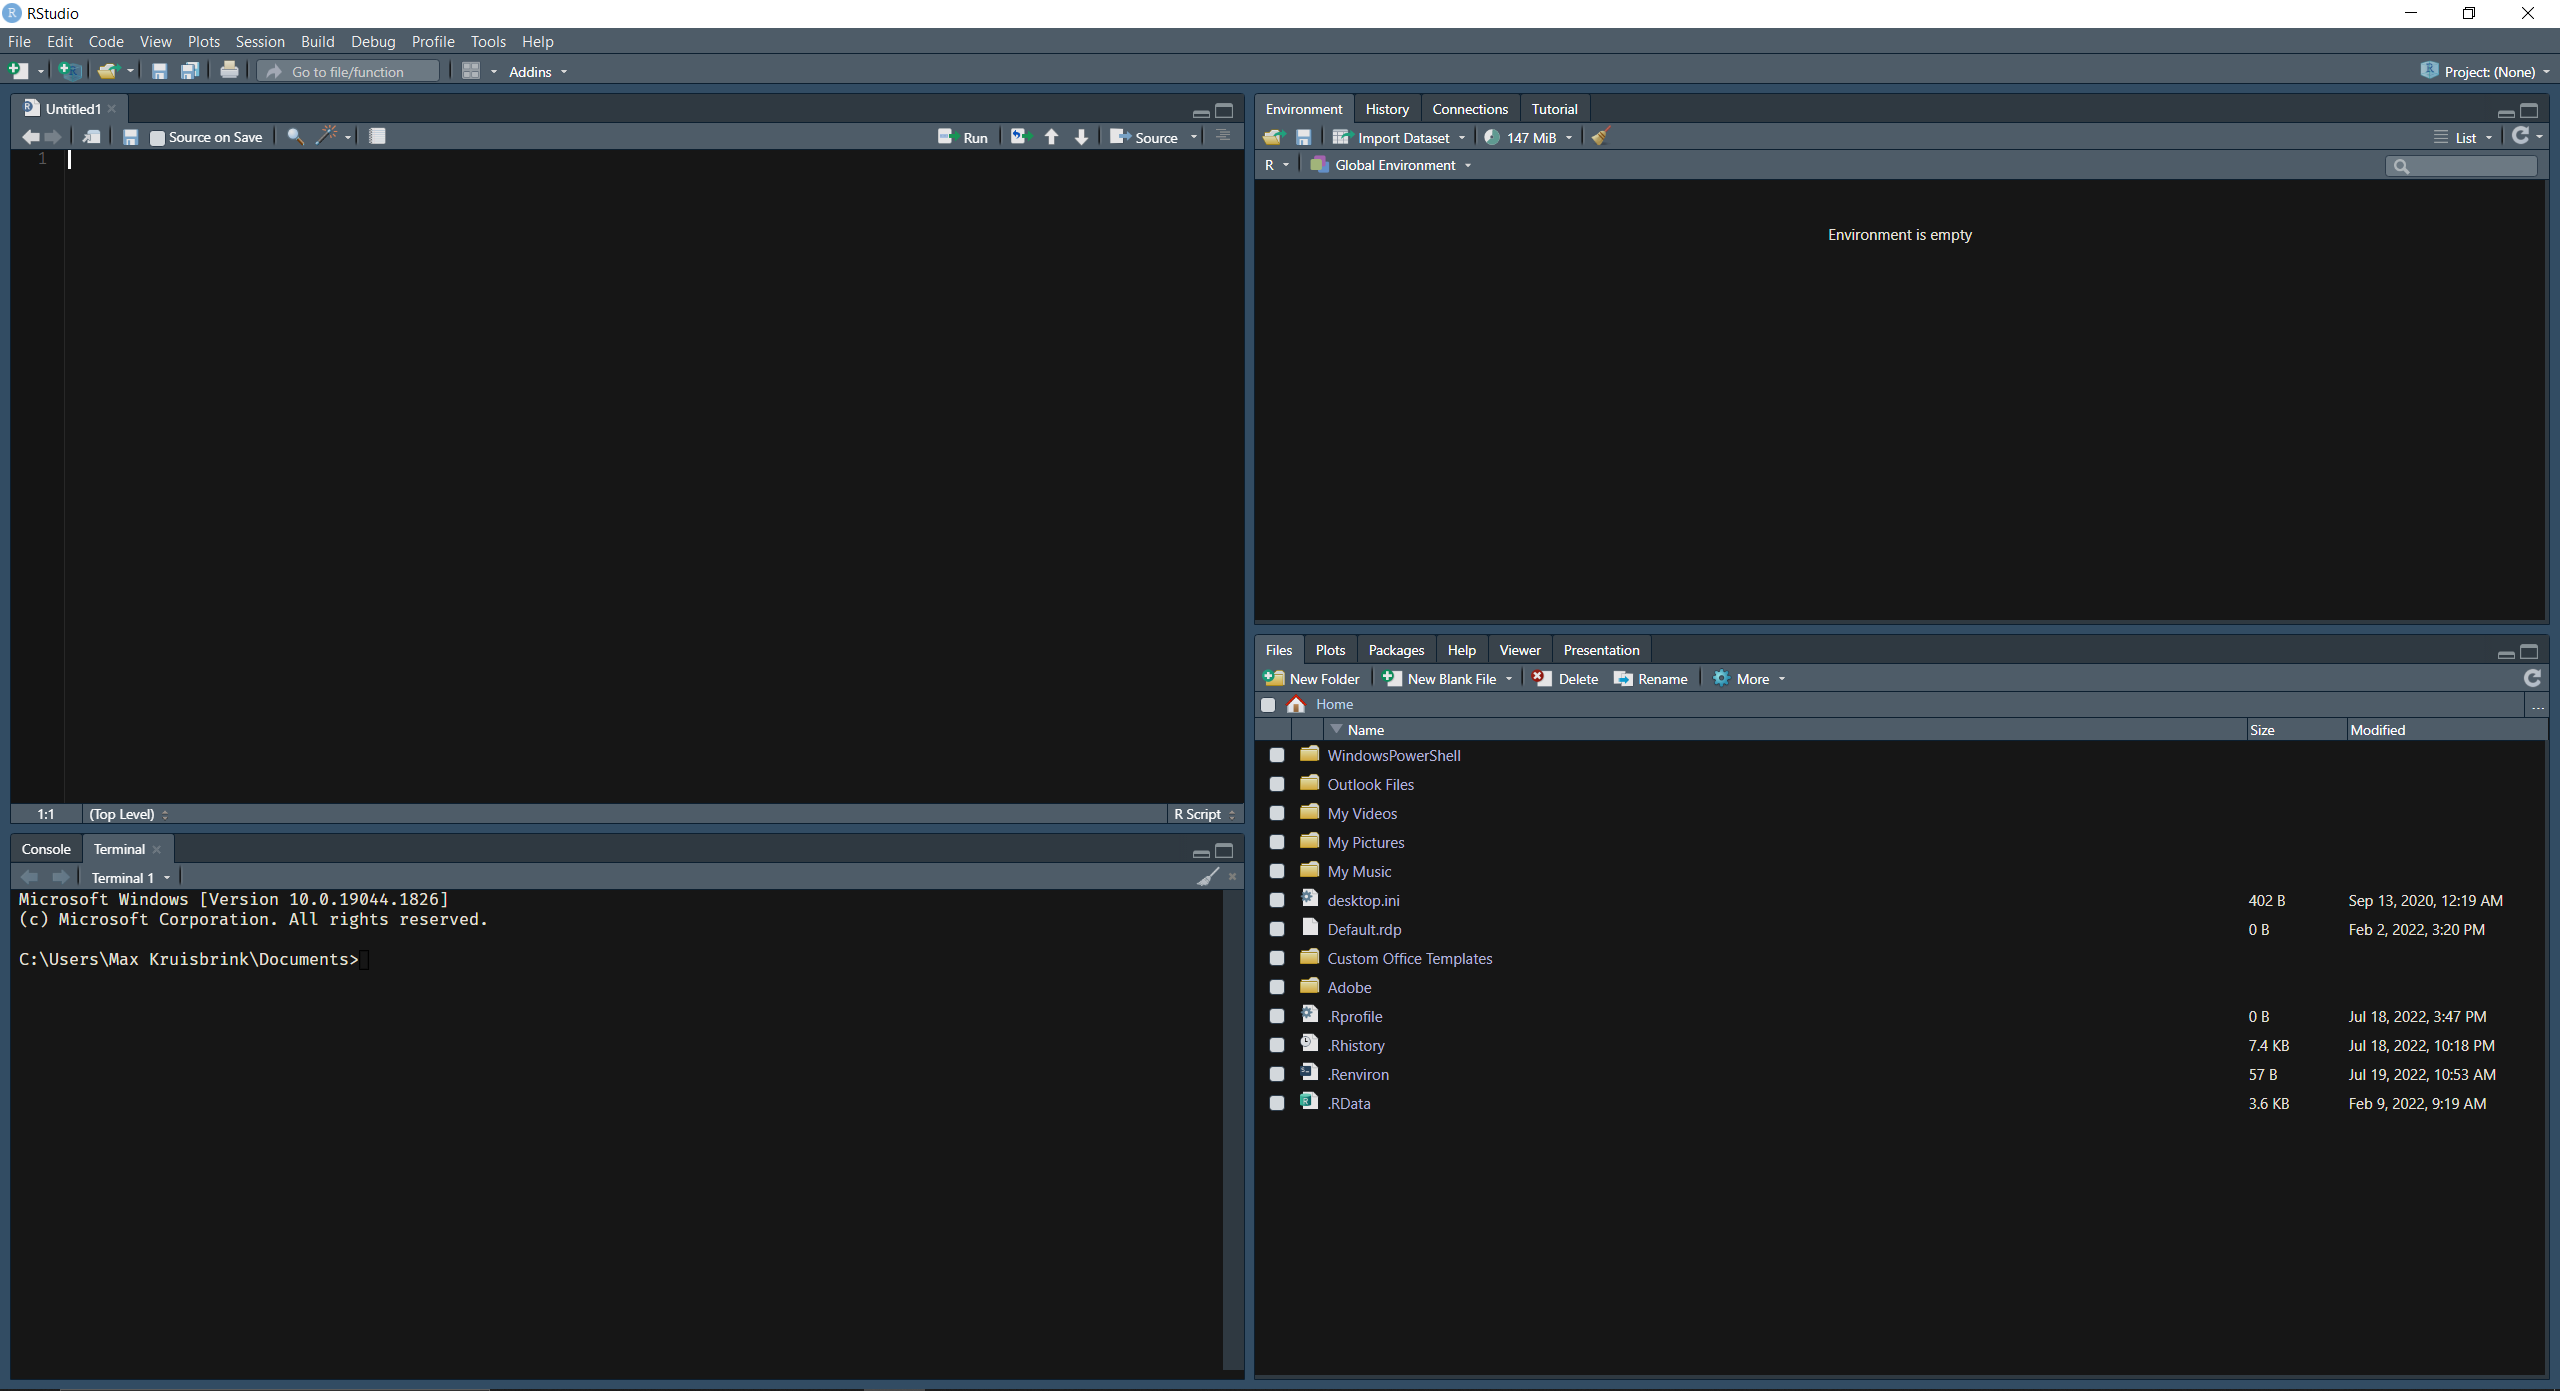 RStudio
File Edit Code View Plots Session Build Debug Profile Tools Help
Go to file/function Addins Project: (None)
Untitled1
Source on Save Run Source
1
1:1 (Top Level) R Script
Console Terminal
Terminal 1
Microsoft Windows [Version 10.0.19044.1826]
(c) Microsoft Corporation. All rights reserved.
C:\Users\Max Kruisbrink\Documents>
Environment History Connections Tutorial
Import Dataset 147 MiB List
R Global Environment
Environment is empty
Files Plots Packages Help Viewer Presentation
New Folder New Blank File Delete Rename More
Home ...
Name Size Modified
WindowsPowerShell
Outlook Files
My Videos
My Pictures
My Music
desktop.ini 402 B Sep 13, 2020, 12:19 AM
Default.rdp 0 B Feb 2, 2022, 3:20 PM
Custom Office Templates
Adobe
.Rprofile 0 B Jul 18, 2022, 3:47 PM
.Rhistory 7.4 KB Jul 18, 2022, 10:18 PM
.Renviron 57 B Jul 19, 2022, 10:53 AM
.RData 3.6 KB Feb 9, 2022, 9:19 AM